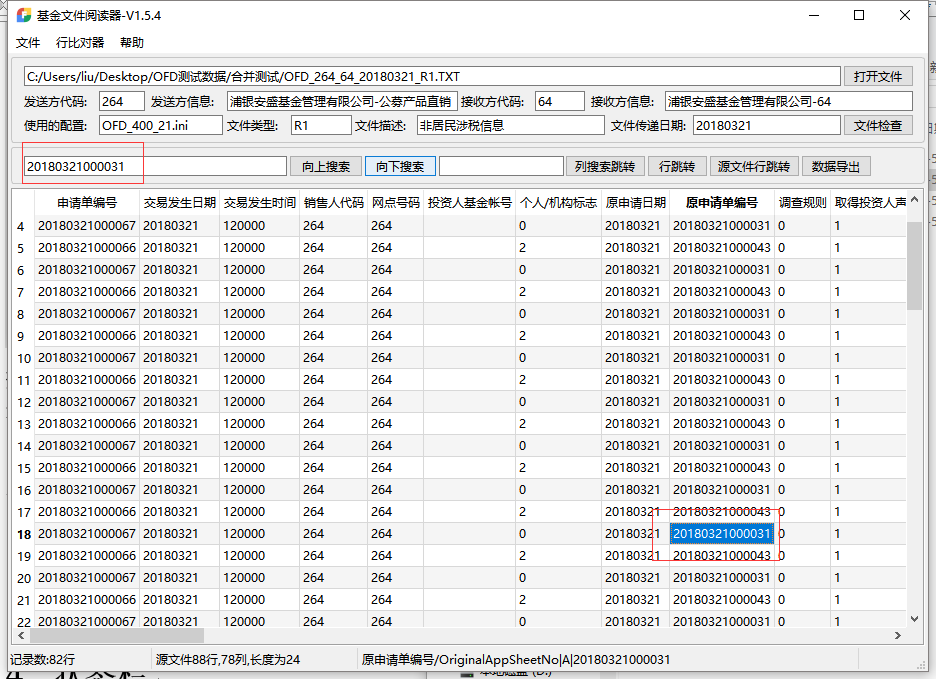 基金文件阅读器-V1.5.4
文件 行比对器 帮助
C:/Users/liu/Desktop/OFD测试数据/合并测试/OFD_264_64_20180321_R1.TXT 打开文件
发送方代码: 264 发送方信息: 浦银安盛基金管理有限公司-公募产品直销 接收方代码: 64 接收方信息: 浦银安盛基金管理有限公司-64
使用的配置: OFD_400_21.ini 文件类型: R1 文件描述: 非居民涉税信息 文件传递日期: 20180321 文件检查
20180321000031 向上搜索 向下搜索 列搜索跳转 行跳转 源文件行跳转 数据导出
申请单编号 交易发生日期 交易发生时间 销售人代码 网点号码 投资人基金帐号 个人/机构标志 原申请日期 原申请单编号 调查规则 取得投资人声
4 20180321000067 20180321 120000 264 264 0 20180321 20180321000031 0 1
5 20180321000066 20180321 120000 264 264 2 20180321 20180321000043 0 1
6 20180321000067 20180321 120000 264 264 0 20180321 20180321000031 0 1
7 20180321000066 20180321 120000 264 264 2 20180321 20180321000043 0 1
8 20180321000067 20180321 120000 264 264 0 20180321 20180321000031 0 1
9 20180321000066 20180321 120000 264 264 2 20180321 20180321000043 0 1
10 20180321000067 20180321 120000 264 264 0 20180321 20180321000031 0 1
11 20180321000066 20180321 120000 264 264 2 20180321 20180321000043 0 1
12 20180321000067 20180321 120000 264 264 0 20180321 20180321000031 0 1
13 20180321000066 20180321 120000 264 264 2 20180321 20180321000043 0 1
14 20180321000067 20180321 120000 264 264 0 20180321 20180321000031 0 1
15 20180321000066 20180321 120000 264 264 2 20180321 20180321000043 0 1
16 20180321000067 20180321 120000 264 264 0 20180321 20180321000031 0 1
17 20180321000066 20180321 120000 264 264 2 20180321 20180321000043 0 1
18 20180321000067 20180321 120000 264 264 0 20180321 20180321000031 0 1
19 20180321000066 20180321 120000 264 264 2 20180321 20180321000043 0 1
20 20180321000067 20180321 120000 264 264 0 20180321 20180321000031 0 1
21 20180321000066 20180321 120000 264 264 2 20180321 20180321000043 0 1
22 20180321000067 20180321 120000 264 264 0 20180321 20180321000031 0 1
记录数:82行 源文件88行,78列,长度为24 原申请单编号/OriginalAppSheetNo|A|20180321000031